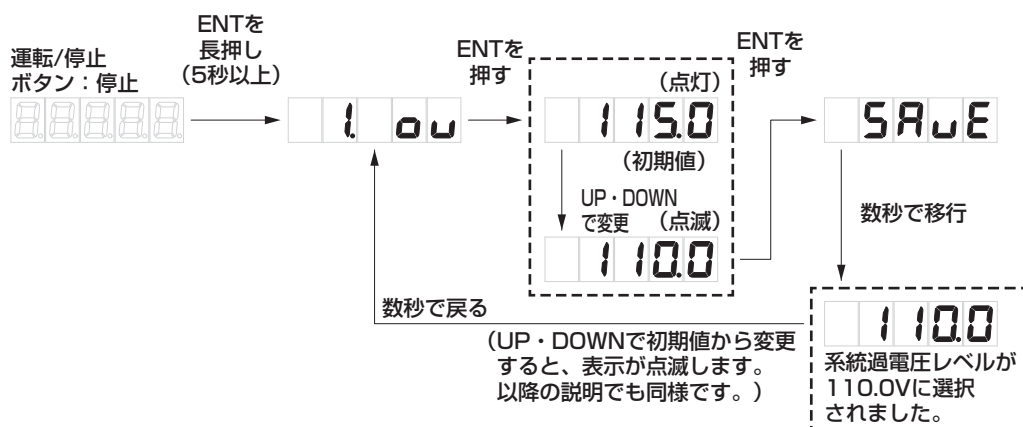 運転/停止
ボタン：停止
ENTを
長押し
（5秒以上）
1. ou
ENTを
押す
（点灯）
115.0
（初期値）
UP・DOWN
で変更
（点滅）
110.0
ENTを
押す
SAuE
数秒で移行
110.0
系統過電圧レベルが
110.0Vに選択
されました。
数秒で戻る
（UP・DOWNで初期値から変更
すると、表示が点滅します。
以降の説明でも同様です。）